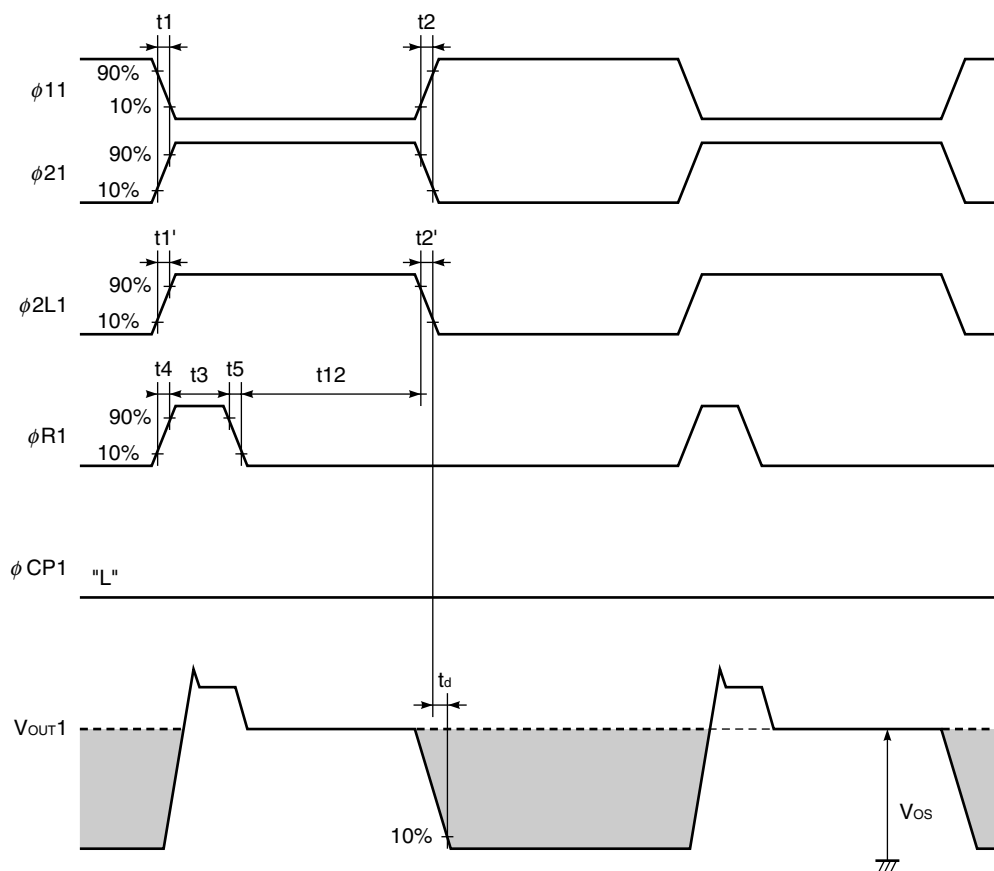 t1 t2
90%
ϕ11
10%
90%
ϕ21
10%
t1' t2'
90%
ϕ2L1
10%
t4 t3 t5 t12
90%
ϕR1
10%
ϕCP1 "L"
td
VOUT1
VOS
10%